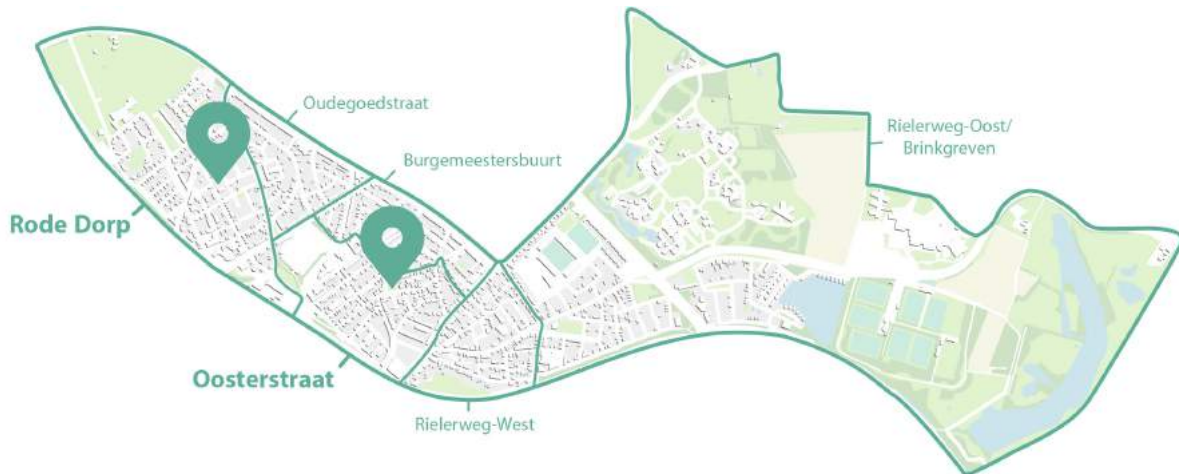 Oudegoedstraat
Burgemeestersbuurt
Rielerweg-Oost/
Brinkgreven
Rode Dorp
Oosterstraat
Rielerweg-West